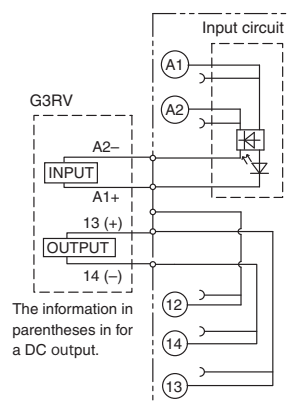 Input circuit
A1
G3RV
A2
A2–
INPUT
A1+
13 (+)
OUTPUT
14 (–)
The information in
parentheses in for
a DC output.
12
14
13